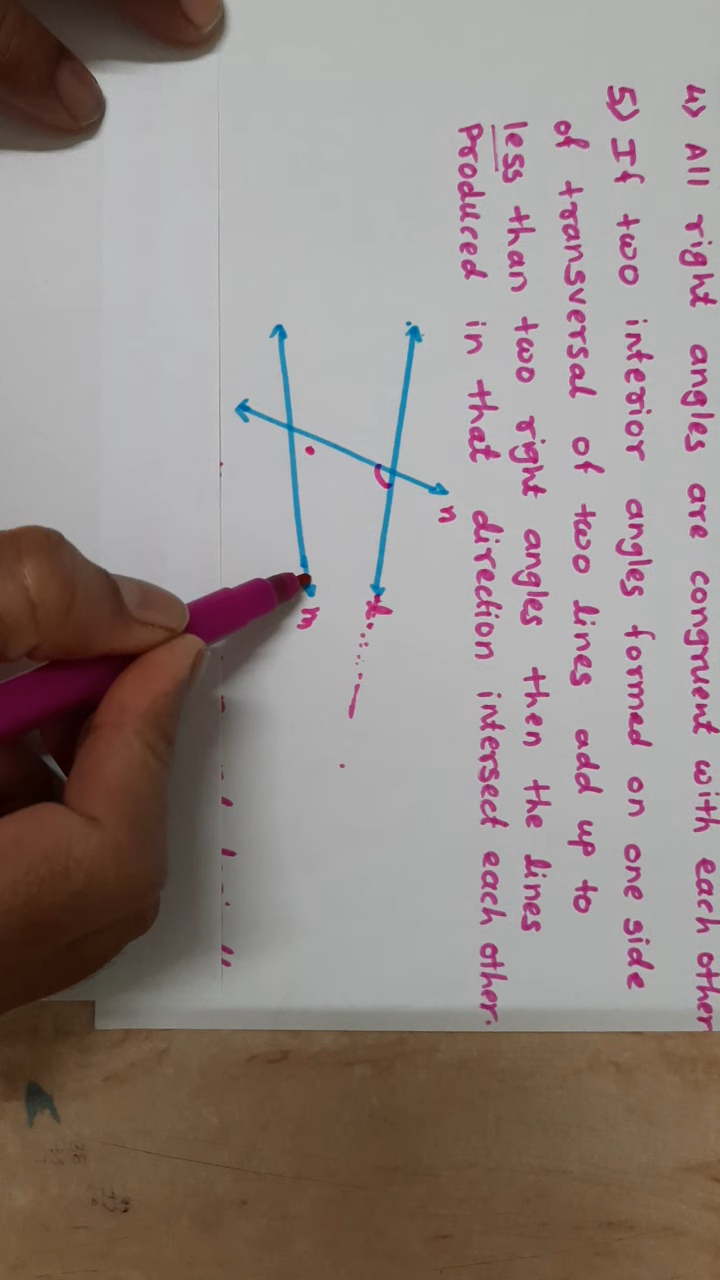 4) All right angles are congruent with each other
5) If two interior angles formed on one side
of transversal of two lines add up to
less than two right angles then the lines
produced in that direction intersect each other.
n
l
m